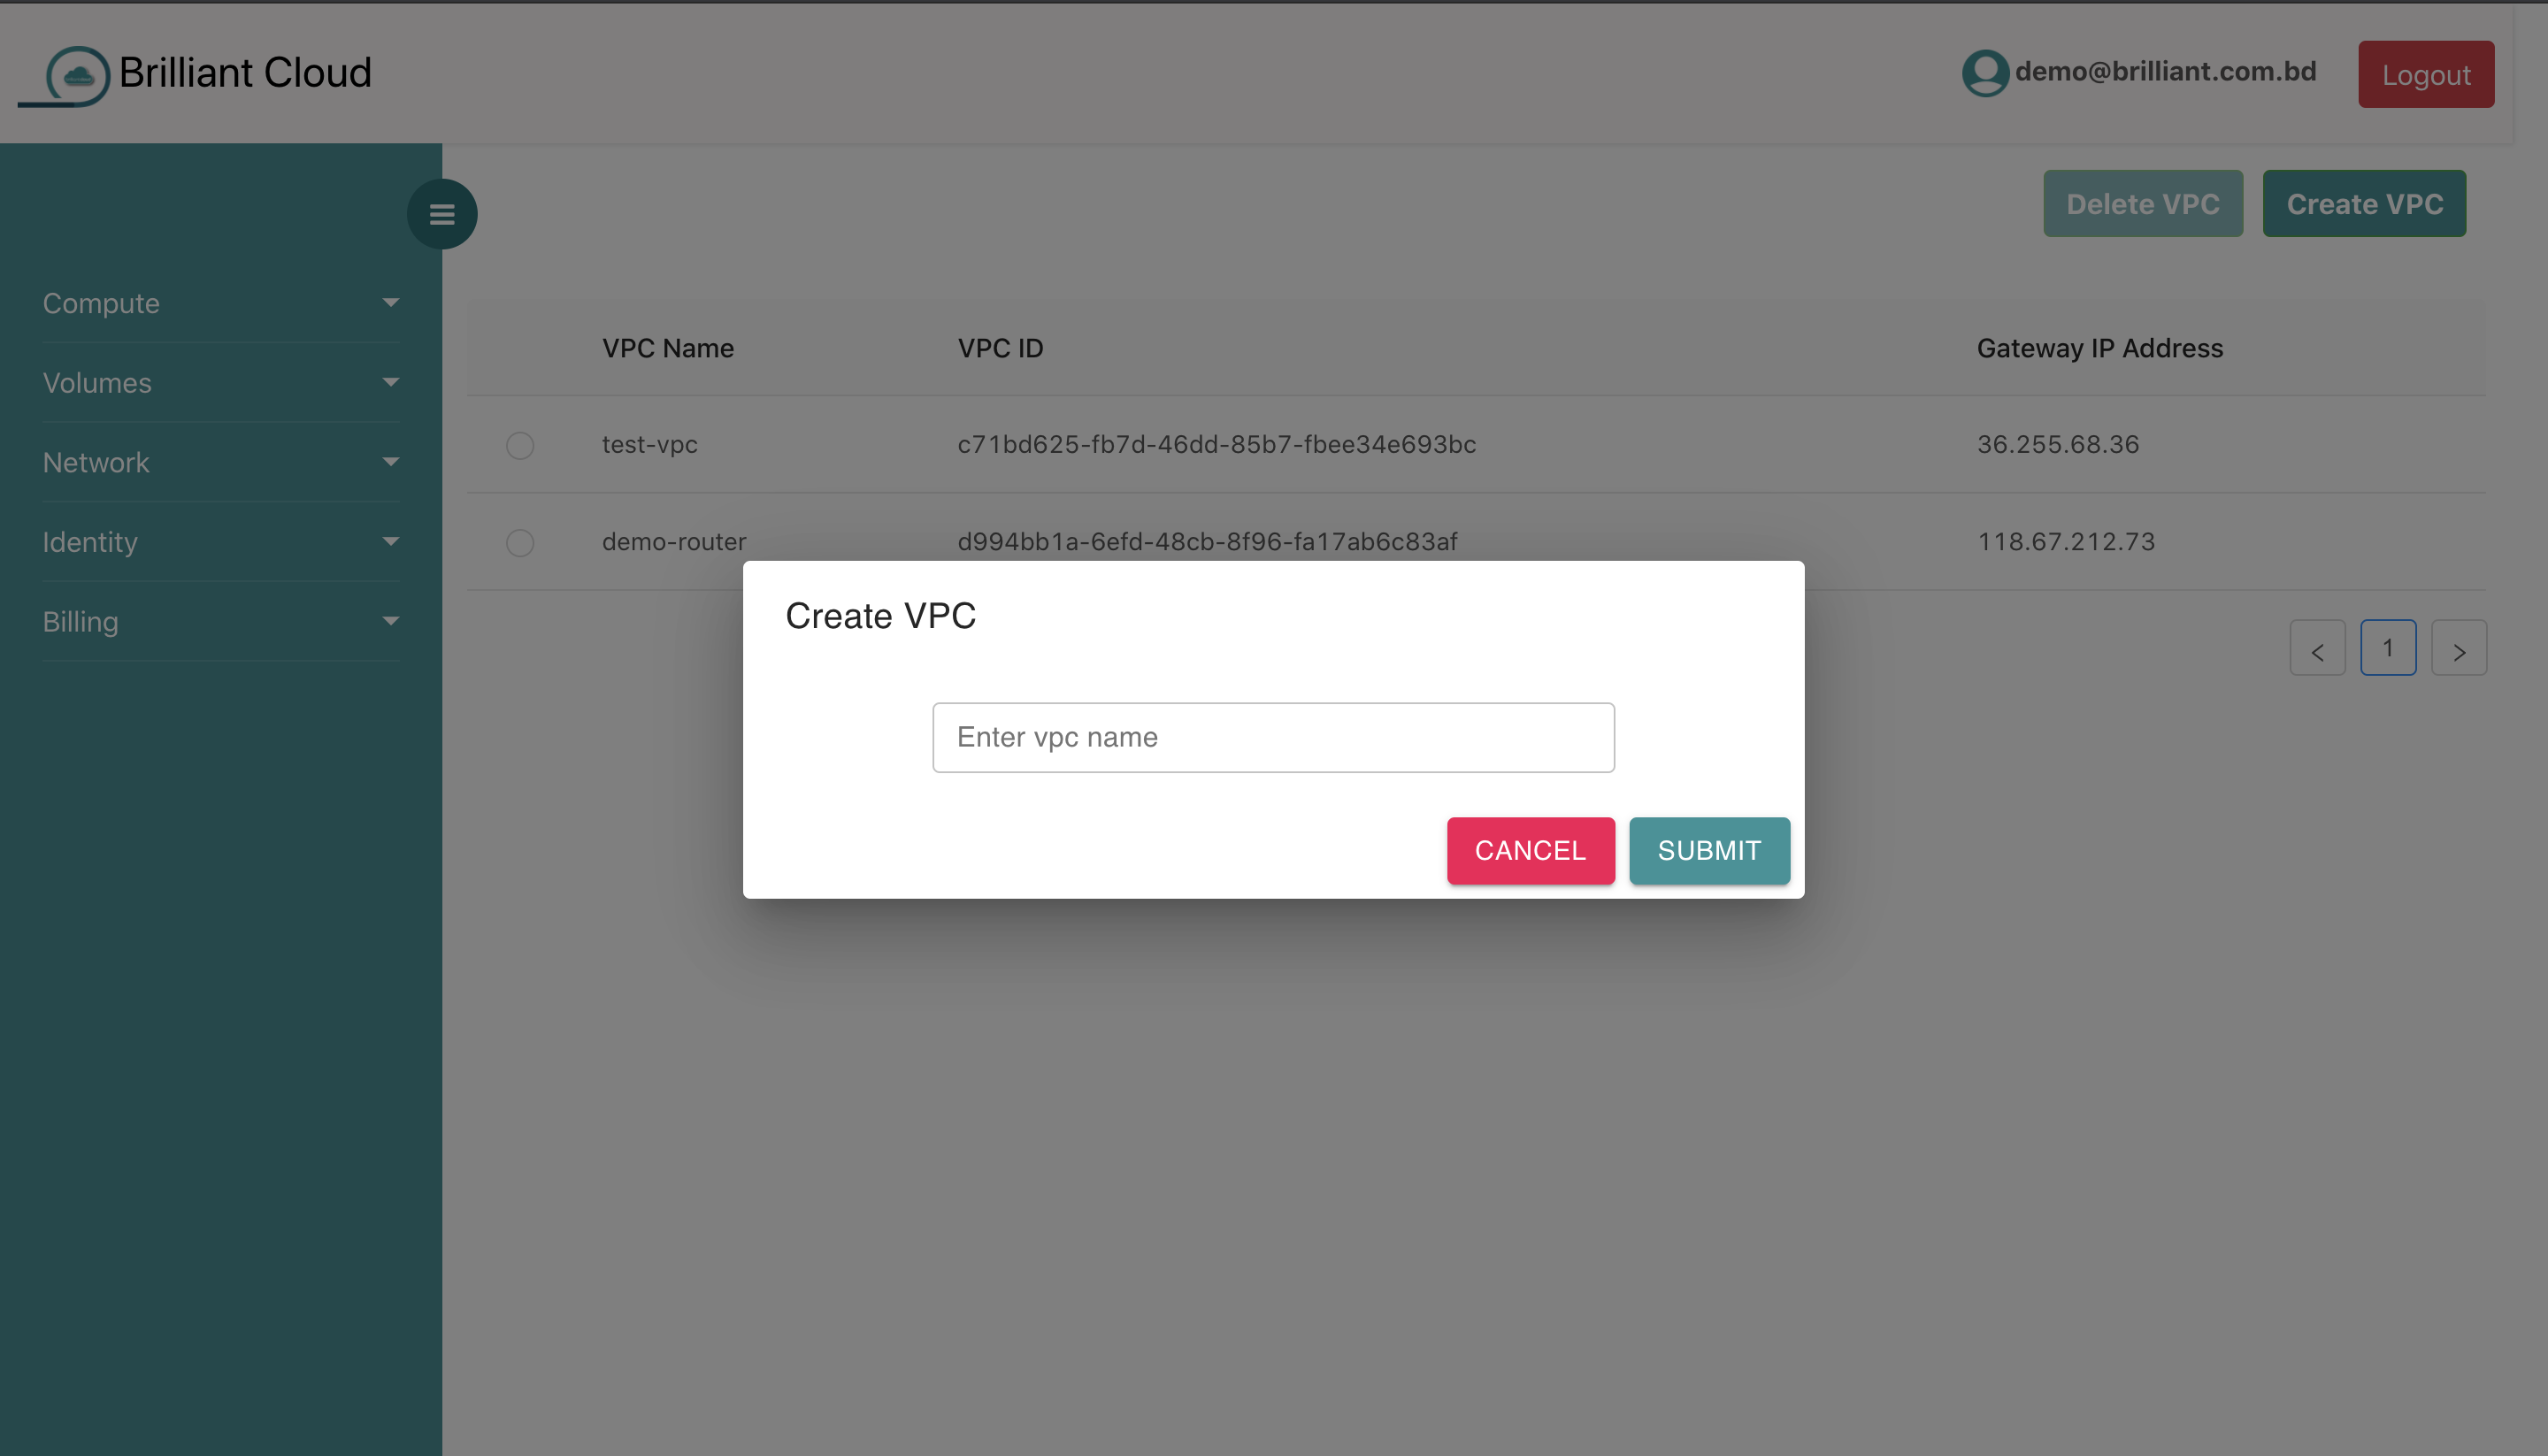 Brilliant Cloud
demo@brilliant.com.bd
Logout
Delete VPC
Create VPC
Compute
Volumes
Network
Identity
Billing
VPC Name VPC ID Gateway IP Address
test-vpc c71bd625-fb7d-46dd-85b7-fbee34e693bc 36.255.68.36
demo-router d994bb1a-6efd-48cb-8f96-fa17ab6c83af 118.67.212.73
< 1 >
Create VPC
Enter vpc name
CANCEL SUBMIT